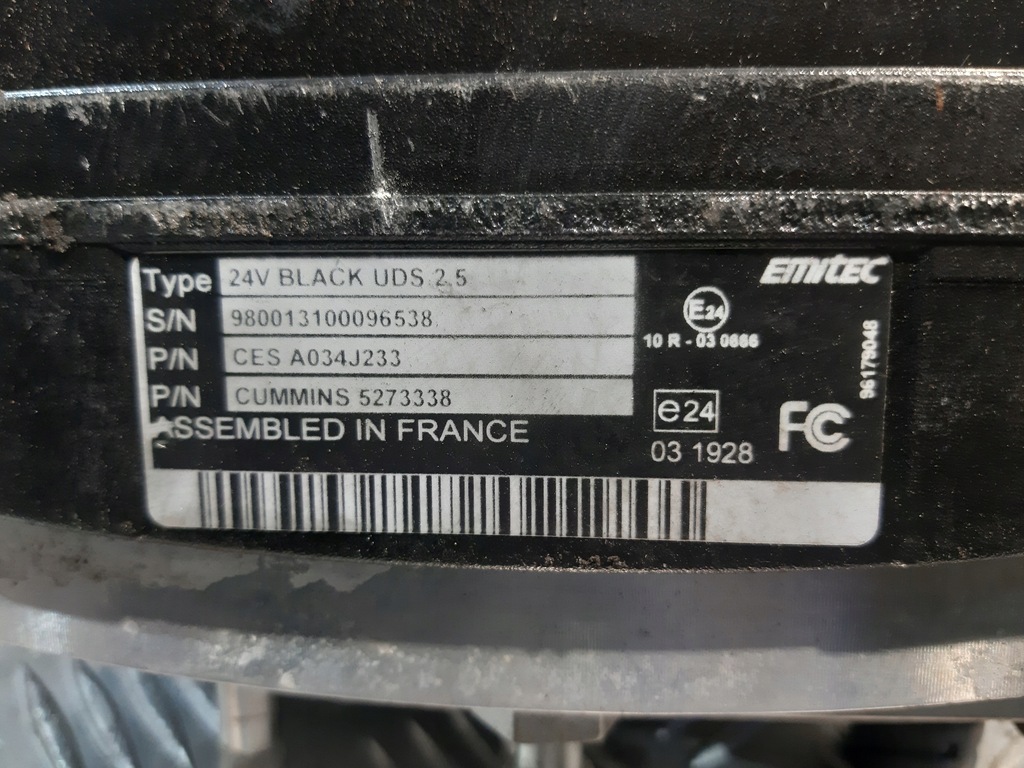 Type 24V BLACK UDS 2.5
S/N 980013100096538
P/N CES A034J233
P/N CUMMINS 5273338
ASSEMBLED IN FRANCE
EMITEC
E24
10 R - 03 0666
e24
03 1928
FC
96179048